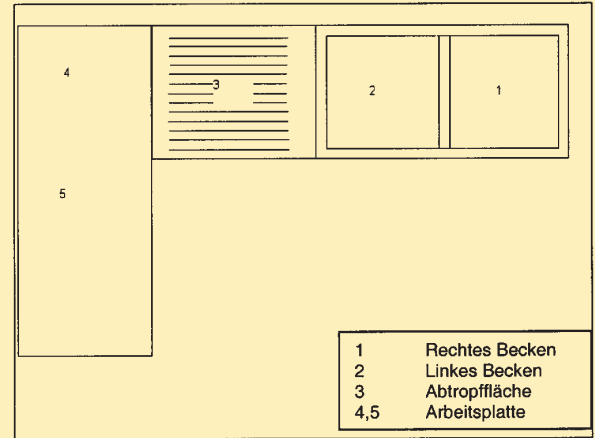 4
3
2
1
5
1 Rechtes Becken
2 Linkes Becken
3 Abtropffläche
4,5 Arbeitsplatte